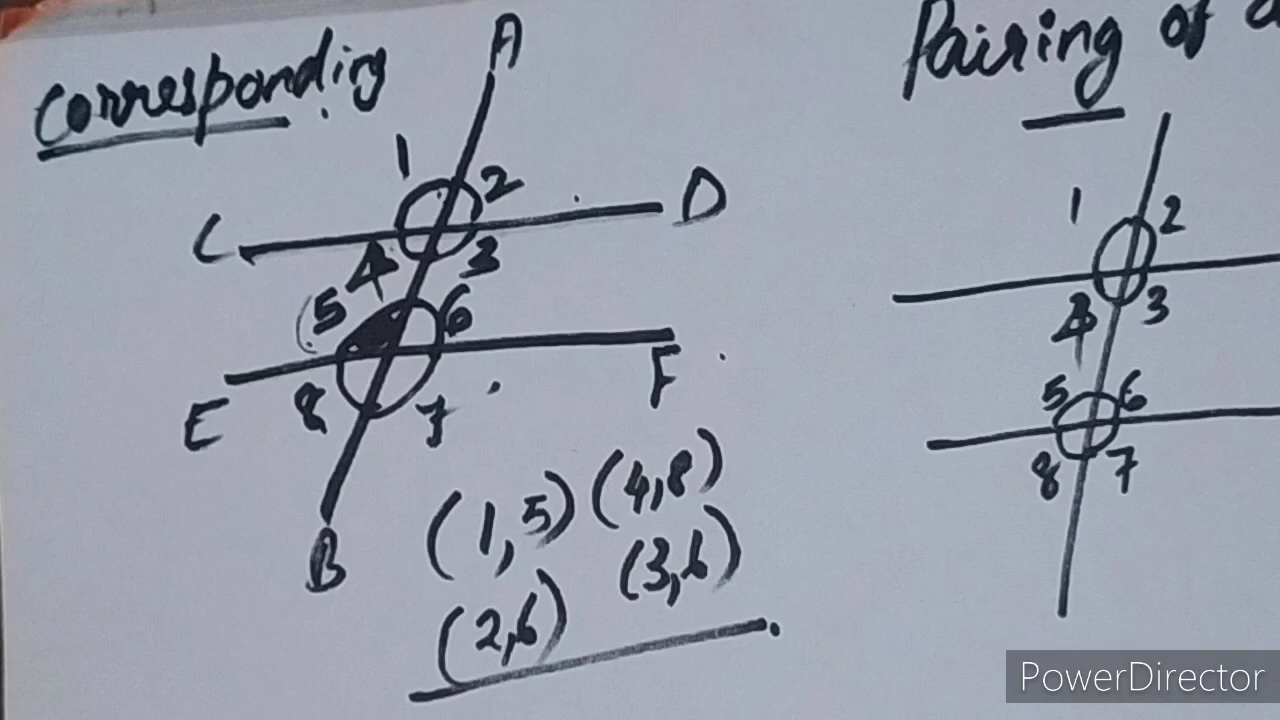 Corresponding
A
1 2
C D
4 3
5 6
E F
8 7
B
(1,5) (4,8)
(2,6) (3,6)
Pairing of
1 2
4 3
5 6
8 7
PowerDirector